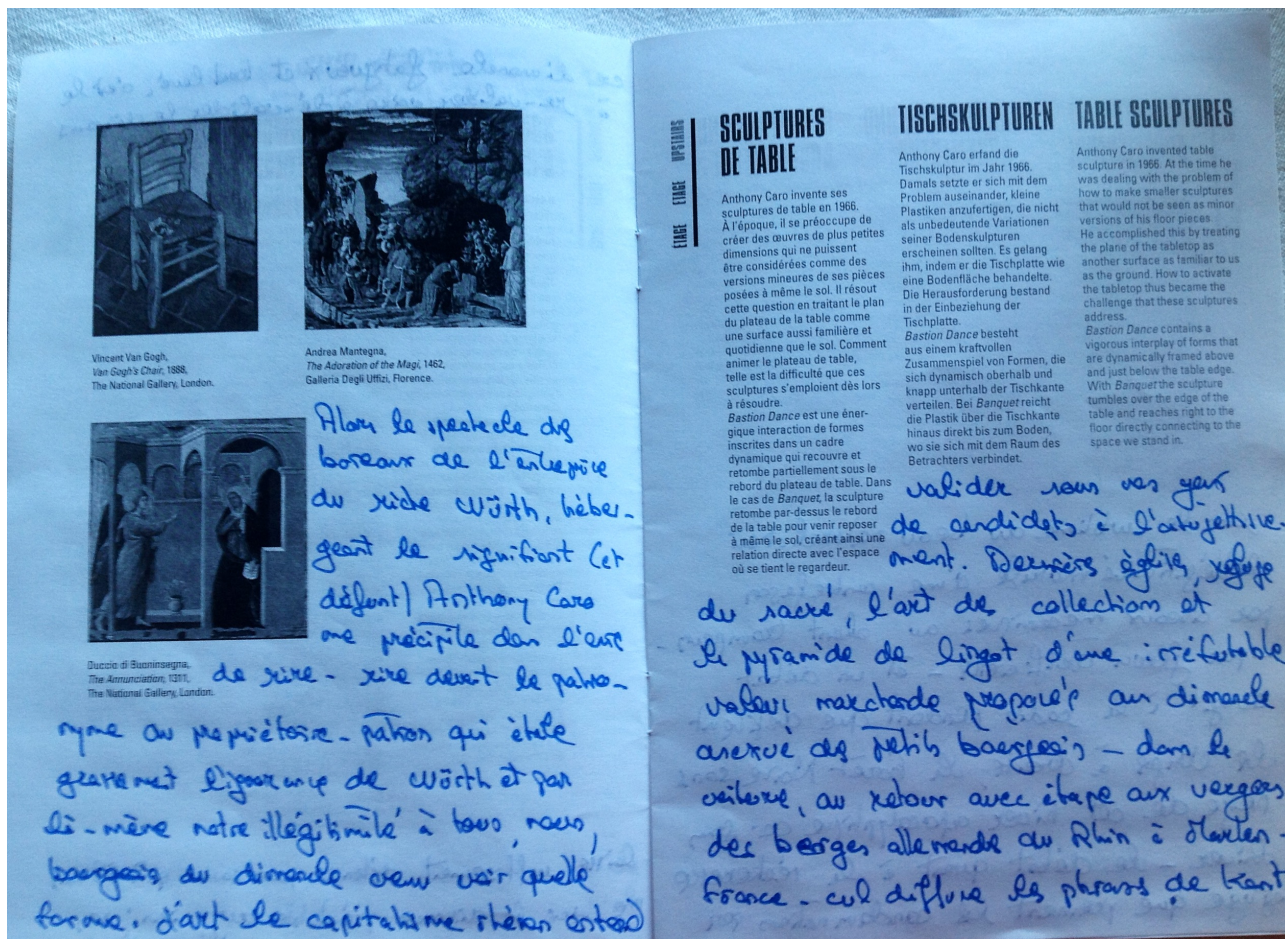 Vincent Van Gogh,
Van Gogh's Chair, 1888,
The National Gallery, London.
Andrea Mantegna,
The Adoration of the Magi, 1462,
Galleria Degli Uffizi, Florence.
Duccio di Buoninsegna,
The Annunciation, 1311,
The National Gallery, London.
Alors le spectacle des
bureaux de l'entreprise
du riche Würth, héber-
geant le signifiant (et
défunt) Anthony Caro
me précipite dans l'envie
de rire - rire devant le patro-
nyme du propriétaire-patron qui étale
gravement l'ignorance de Würth et par
là-même notre illégitimité à tous, nous,
bourgeois du dimanche venu voir quelle
forme d'art le capitalisme rhénan entend
ÉTAGE ETAGE UPSTAIRS
SCULPTURES
DE TABLE
Anthony Caro invente ses
sculptures de table en 1966.
À l'époque, il se préoccupe de
créer des œuvres de plus petites
dimensions qui ne puissent
être considérées comme des
versions mineures de ses pièces
posées à même le sol. Il résout
cette question en traitant le plan
du plateau de la table comme
une surface aussi familière et
quotidienne que le sol. Comment
animer le plateau de table,
telle est la difficulté que ces
sculptures s'emploient dès lors
à résoudre.
Bastion Dance est une éner-
gique interaction de formes
inscrites dans un cadre
dynamique qui recouvre et
retombe partiellement sous le
rebord du plateau de table. Dans
le cas de Banquet, la sculpture
retombe par-dessus le rebord
de la table pour venir reposer
à même le sol, créant ainsi une
relation directe avec l'espace
où se tient le regardeur.
TISCHSKULPTUREN
Anthony Caro erfand die
Tischskulptur im Jahr 1966.
Damals setzte er sich mit dem
Problem auseinander, kleine
Plastiken anzufertigen, die nicht
als unbedeutende Variationen
seiner Bodenskulpturen
erscheinen sollten. Es gelang
ihm, indem er die Tischplatte wie
eine Bodenfläche behandelte.
Die Herausforderung bestand
in der Einbeziehung der
Tischplatte.
Bastion Dance besteht
aus einem kraftvollen
Zusammenspiel von Formen, die
sich dynamisch oberhalb und
knapp unterhalb der Tischkante
verteilen. Bei Banquet reicht
die Plastik über die Tischkante
hinaus direkt bis zum Boden,
wo sie sich mit dem Raum des
Betrachters verbindet.
TABLE SCULPTURES
Anthony Caro invented table
sculpture in 1966. At the time he
was dealing with the problem of
how to make smaller sculptures
that would not be seen as minor
versions of his floor pieces.
He accomplished this by treating
the plane of the tabletop as
another surface as familiar to us
as the ground. How to activate
the tabletop thus became the
challenge that these sculptures
address.
Bastion Dance contains a
vigorous interplay of forms that
are dynamically framed above
and just below the table edge.
With Banquet the sculpture
tumbles over the edge of the
table and reaches right to the
floor directly connecting to the
space we stand in.
valider sous nos yeux
de candidats à l'assujettisse
ment. Dernières églises, refuge
du sacré, l'art des collections et
la pyramide de lingot d'une irréfutable
valeur marchande proposés au dimanche
des petits bourgeois - dans la
voiture, au retour avec étape aux vergers
des berges allemande du Rhin à Marlen
France-cul diffuse les phrases de Kant